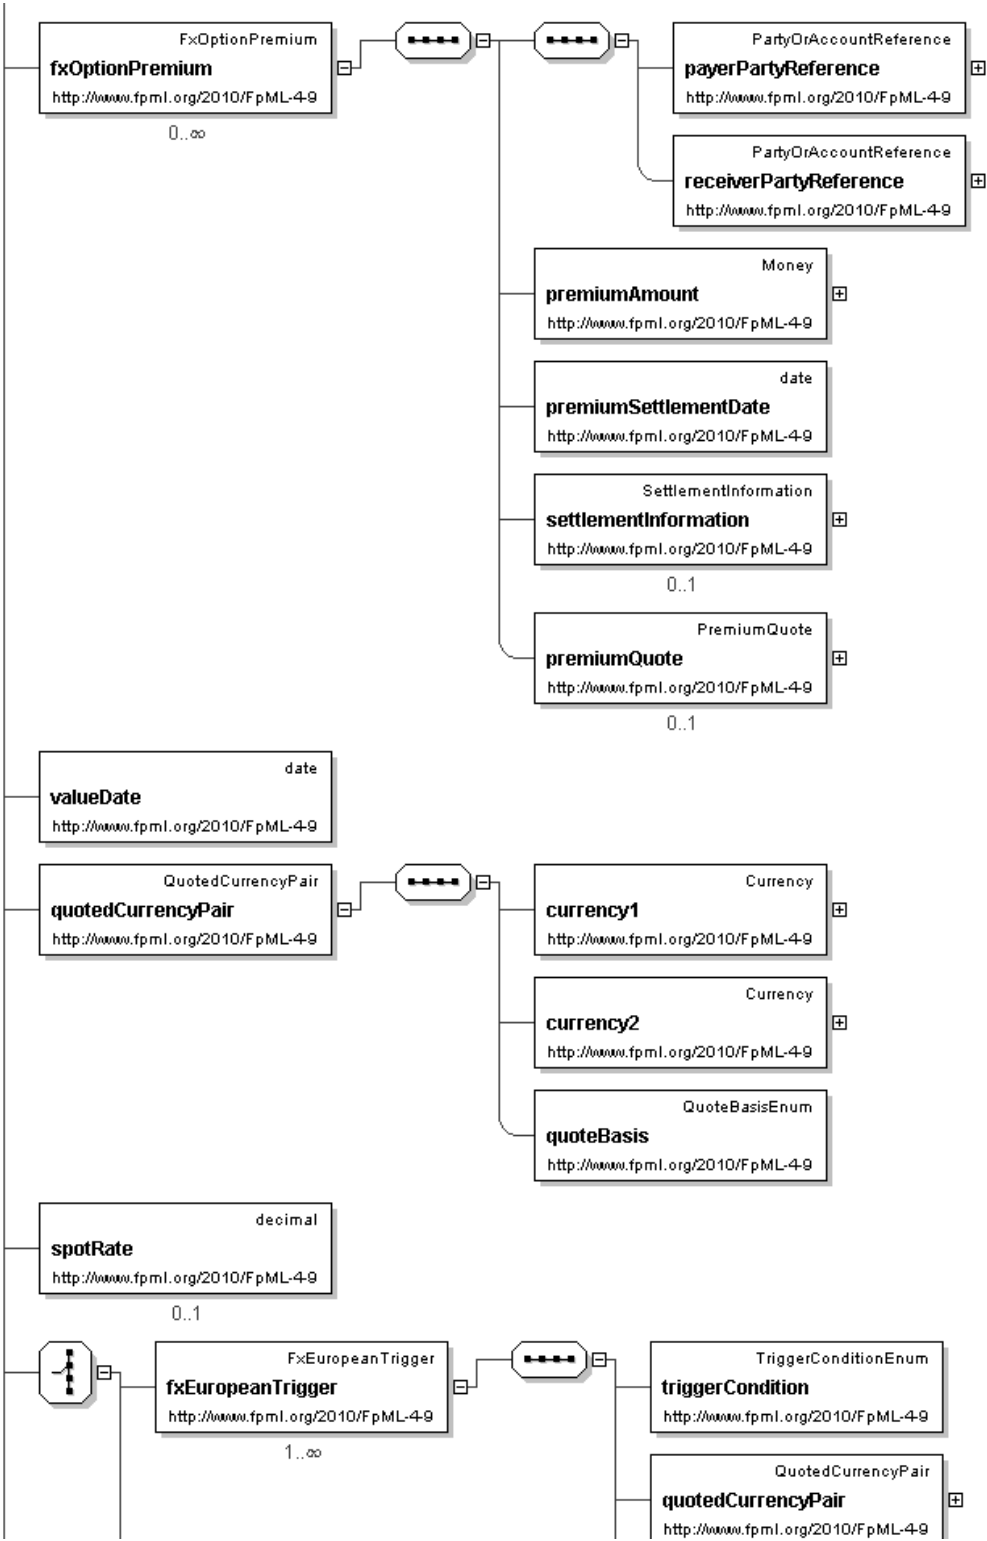 FxOptionPremium
fxOptionPremium
http://www.fpml.org/2010/FpML-4-9
0..∞
PartyOrAccountReference
payerPartyReference
http://www.fpml.org/2010/FpML-4-9
PartyOrAccountReference
receiverPartyReference
http://www.fpml.org/2010/FpML-4-9
Money
premiumAmount
http://www.fpml.org/2010/FpML-4-9
date
premiumSettlementDate
http://www.fpml.org/2010/FpML-4-9
SettlementInformation
settlementInformation
http://www.fpml.org/2010/FpML-4-9
0..1
PremiumQuote
premiumQuote
http://www.fpml.org/2010/FpML-4-9
0..1
date
valueDate
http://www.fpml.org/2010/FpML-4-9
QuotedCurrencyPair
quotedCurrencyPair
http://www.fpml.org/2010/FpML-4-9
Currency
currency1
http://www.fpml.org/2010/FpML-4-9
Currency
currency2
http://www.fpml.org/2010/FpML-4-9
QuoteBasisEnum
quoteBasis
http://www.fpml.org/2010/FpML-4-9
decimal
spotRate
http://www.fpml.org/2010/FpML-4-9
0..1
FxEuropeanTrigger
fxEuropeanTrigger
http://www.fpml.org/2010/FpML-4-9
1..∞
TriggerConditionEnum
triggerCondition
http://www.fpml.org/2010/FpML-4-9
QuotedCurrencyPair
quotedCurrencyPair
http://www.fpml.org/2010/FpML-4-9